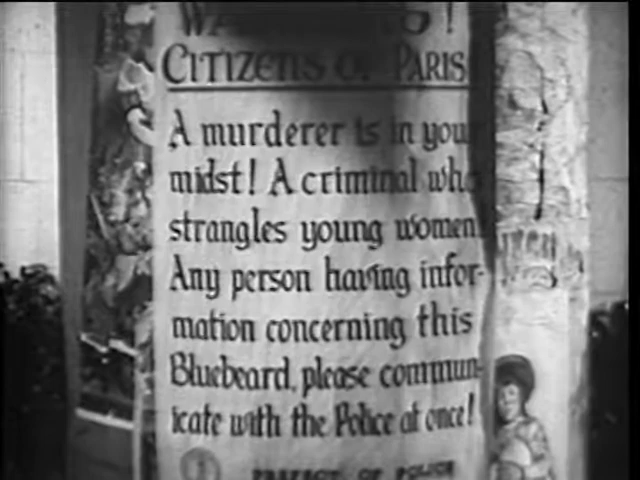 WARNING!
CITIZENS OF PARIS
A murderer is in your
midst! A criminal who
strangles young women.
Any person having infor-
mation concerning this
Bluebeard, please commun-
icate with the Police at once!
PREFECT OF POLICE